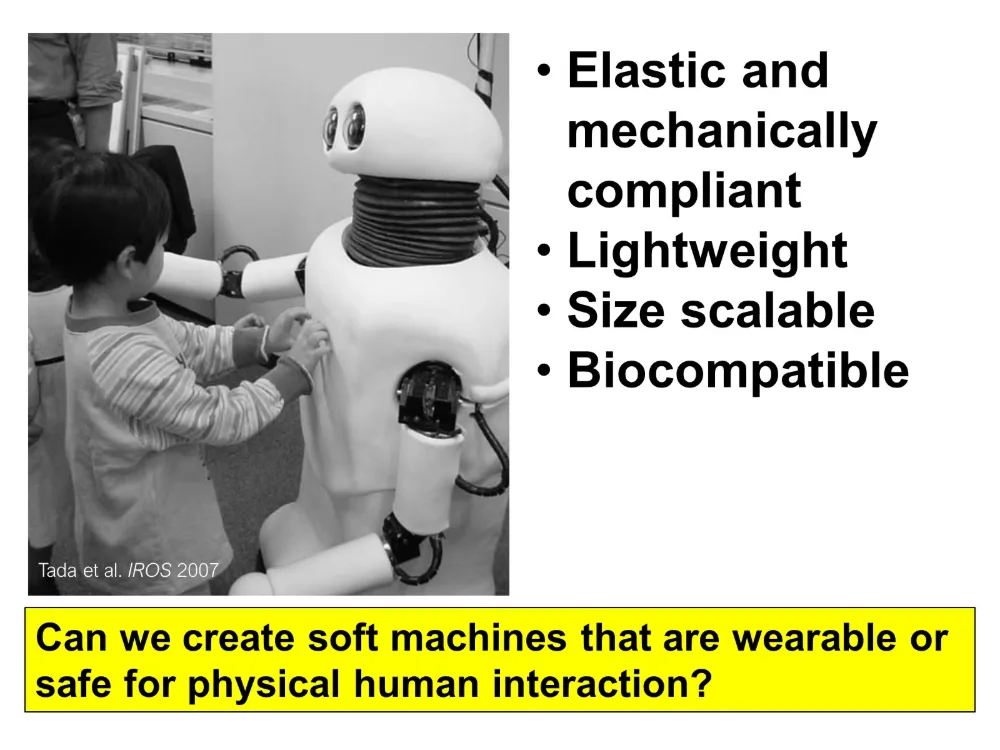 • Elastic and
mechanically
compliant
• Lightweight
• Size scalable
• Biocompatible
Tada et al. IROS 2007
Can we create soft machines that are wearable or
safe for physical human interaction?